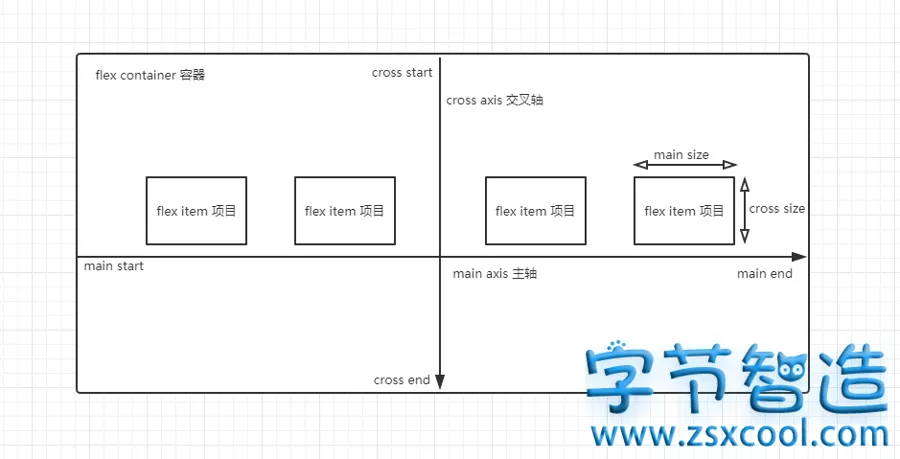 flex container 容器
cross start
cross axis 交叉轴
main size
flex item 项目
flex item 项目
flex item 项目
flex item 项目
cross size
main start
main axis 主轴
main end
cross end
字节智造
www.zsxcool.com